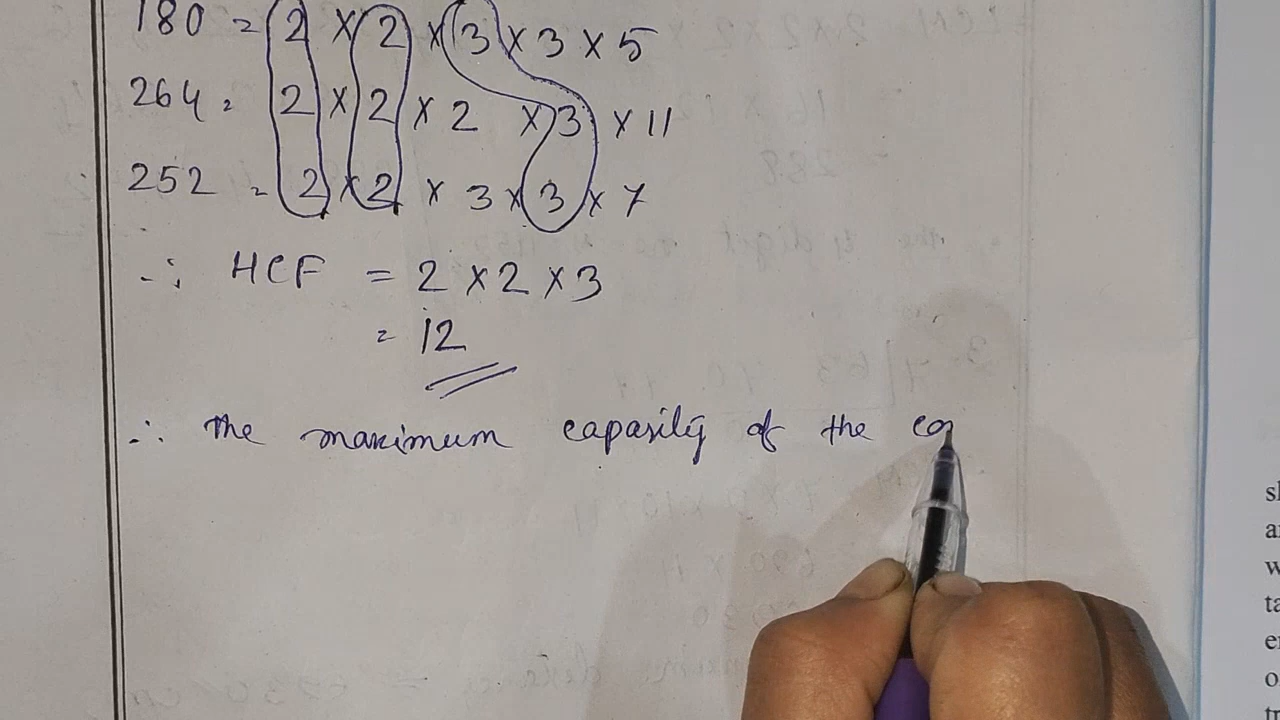 180 = 2 × 2 × 3 × 3 × 5
264 = 2 × 2 × 2 × 3 × 11
252 = 2 × 2 × 3 × 3 × 7
∴ HCF = 2 × 2 × 3
= 12
∴ the maximum capasity of the co